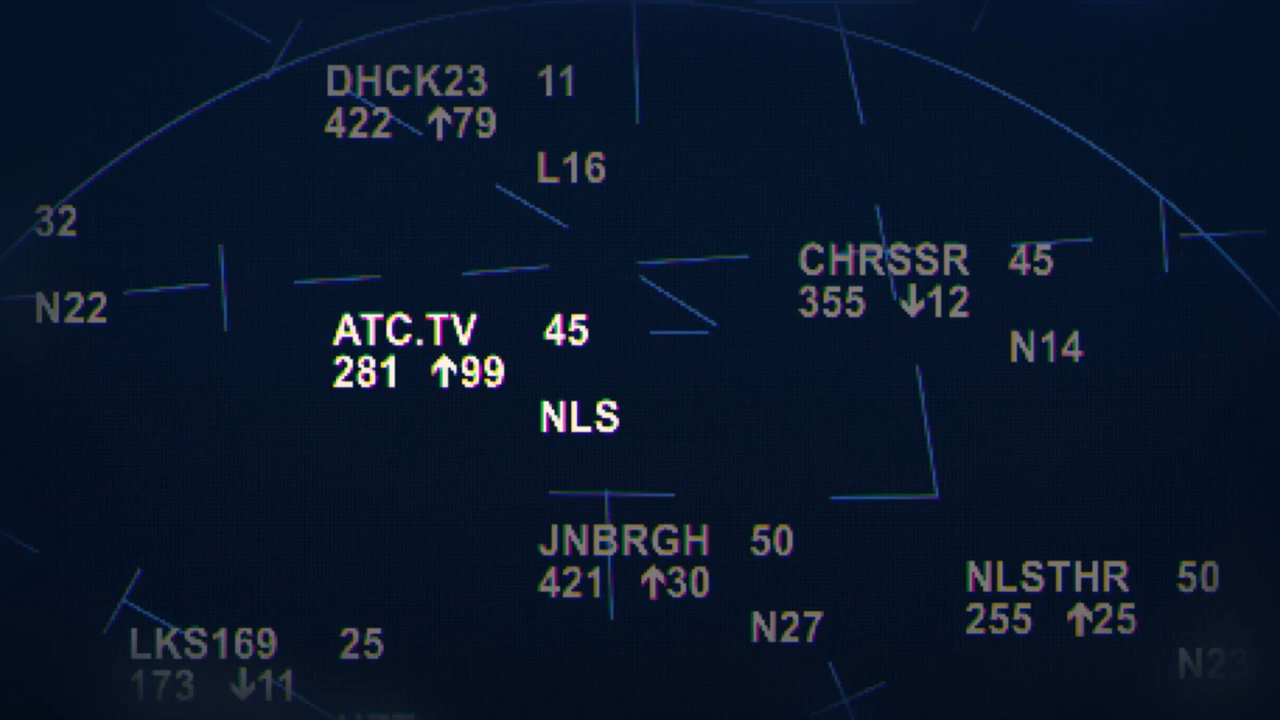 DHCK23 11
422 ↑79
L16
32
N22
CHRSSR 45
355 ↓12
N14
ATC.TV 45
281 ↑99
NLS
JNBRGH 50
421 ↑30
N27
NLSTHR 50
255 ↑25
N23
LKS169 25
173 ↓11